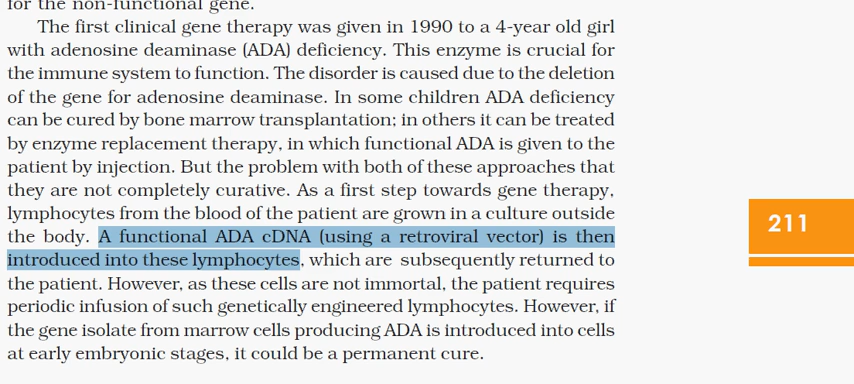 for the non-functional gene.
The first clinical gene therapy was given in 1990 to a 4-year old girl
with adenosine deaminase (ADA) deficiency. This enzyme is crucial for
the immune system to function. The disorder is caused due to the deletion
of the gene for adenosine deaminase. In some children ADA deficiency
can be cured by bone marrow transplantation; in others it can be treated
by enzyme replacement therapy, in which functional ADA is given to the
patient by injection. But the problem with both of these approaches that
they are not completely curative. As a first step towards gene therapy,
lymphocytes from the blood of the patient are grown in a culture outside
the body. A functional ADA cDNA (using a retroviral vector) is then
introduced into these lymphocytes, which are subsequently returned to
the patient. However, as these cells are not immortal, the patient requires
periodic infusion of such genetically engineered lymphocytes. However, if
the gene isolate from marrow cells producing ADA is introduced into cells
at early embryonic stages, it could be a permanent cure.
211